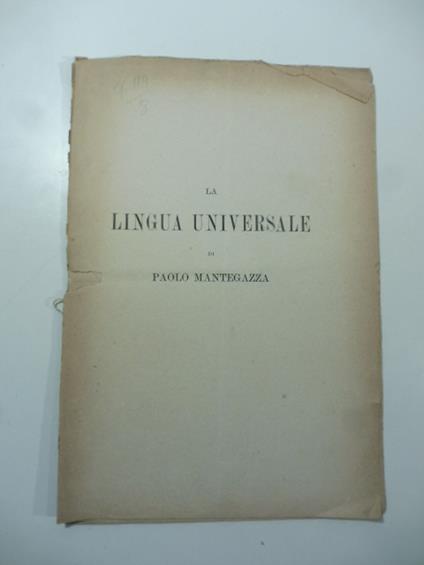 LA
LINGUA UNIVERSALE
DI
PAOLO MANTEGAZZA